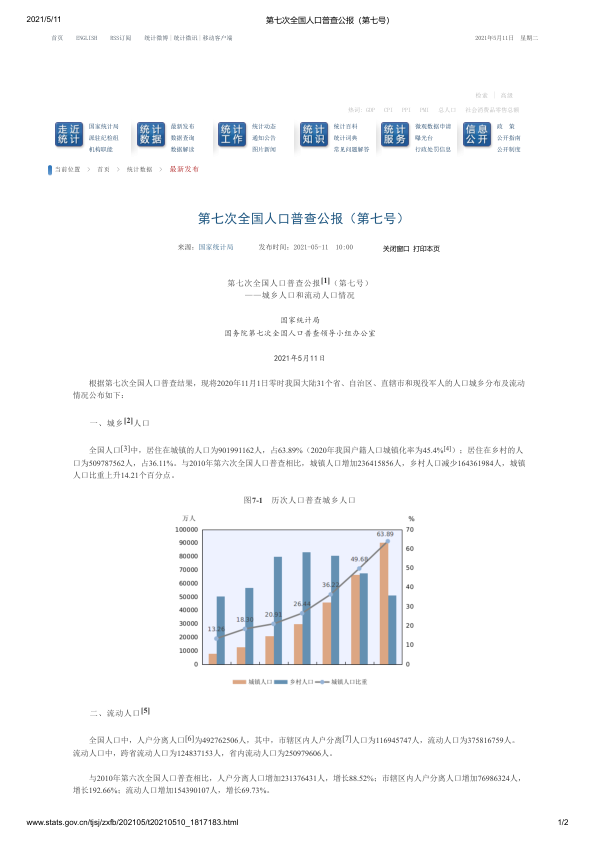 2021/5/11 第七次全国人口普查公报（第七号）
首页 ENGLISH RSS订阅 统计微博 | 统计微讯 | 移动客户端 2021年5月11日 星期二
检索 | 高级
热词：GDP CPI PPI PMI 总人口 社会消费品零售总额
走近统计 国家统计局 派驻纪检组 机构职能
统计数据 最新发布 数据查询 数据解读
统计工作 统计动态 通知公告 图片新闻
统计知识 统计百科 统计词典 常见问题解答
统计服务 微观数据申请 曝光台 行政处罚信息
信息公开 政 策 公开指南 公开制度
当前位置 > 首页 > 统计数据 > 最新发布
第七次全国人口普查公报（第七号）
来源：国家统计局 发布时间：2021-05-11 10:00 关闭窗口 打印本页
第七次全国人口普查公报[1]（第七号）
——城乡人口和流动人口情况
国家统计局
国务院第七次全国人口普查领导小组办公室
2021年5月11日
根据第七次全国人口普查结果，现将2020年11月1日零时我国大陆31个省、自治区、直辖市和现役军人的人口城乡分布及流动
情况公布如下：
一、城乡[2]人口
全国人口[3]中，居住在城镇的人口为901991162人，占63.89%（2020年我国户籍人口城镇化率为45.4%[4]）；居住在乡村的人
口为509787562人，占36.11%。与2010年第六次全国人口普查相比，城镇人口增加236415856人，乡村人口减少164361984人，城镇
人口比重上升14.21个百分点。
图7-1 历次人口普查城乡人口
万人 %
100000 70
90000
80000 60
70000 50
60000
50000 40
40000 30
30000 20
20000
10000 10
0 0
13.26 18.30 20.91 26.44 36.22 49.68 63.89
城镇人口 乡村人口 城镇人口比重
二、流动人口[5]
全国人口中，人户分离人口[6]为492762506人，其中，市辖区内人户分离[7]人口为116945747人，流动人口为375816759人。
流动人口中，跨省流动人口为124837153人，省内流动人口为250979606人。
与2010年第六次全国人口普查相比，人户分离人口增加231376431人，增长88.52%；市辖区内人户分离人口增加76986324人，
增长192.66%；流动人口增加154390107人，增长69.73%。
www.stats.gov.cn/tjsj/zxfb/202105/t20210510_1817183.html 1/2